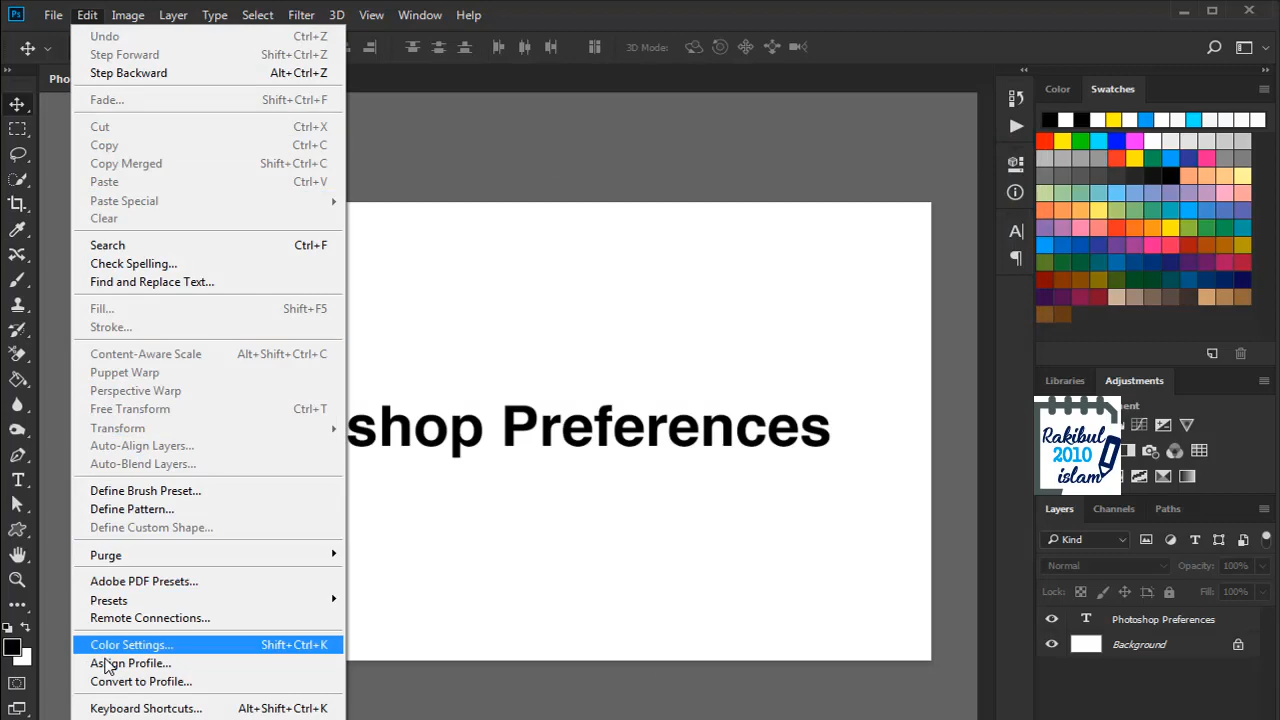 Ps File Edit Image Layer Type Select Filter 3D View Window Help
3D Mode:
Pho
Undo Ctrl+Z
Step Forward Shift+Ctrl+Z
Step Backward Alt+Ctrl+Z
Fade... Shift+Ctrl+F
Cut Ctrl+X
Copy Ctrl+C
Copy Merged Shift+Ctrl+C
Paste Ctrl+V
Paste Special
Clear
Search Ctrl+F
Check Spelling...
Find and Replace Text...
Fill... Shift+F5
Stroke...
Content-Aware Scale Alt+Shift+Ctrl+C
Puppet Warp
Perspective Warp
Free Transform Ctrl+T
Transform
Auto-Align Layers...
Auto-Blend Layers...
Define Brush Preset...
Define Pattern...
Define Custom Shape...
Purge
Adobe PDF Presets...
Presets
Remote Connections...
Color Settings... Shift+Ctrl+K
Assign Profile...
Convert to Profile...
Keyboard Shortcuts... Alt+Shift+Ctrl+K
shop Preferences
Color Swatches
Libraries Adjustments
ment
Rakibul
2010
islam
Layers Channels Paths
Kind
Normal Opacity: 100%
Lock: Fill: 100%
Photoshop Preferences
Background